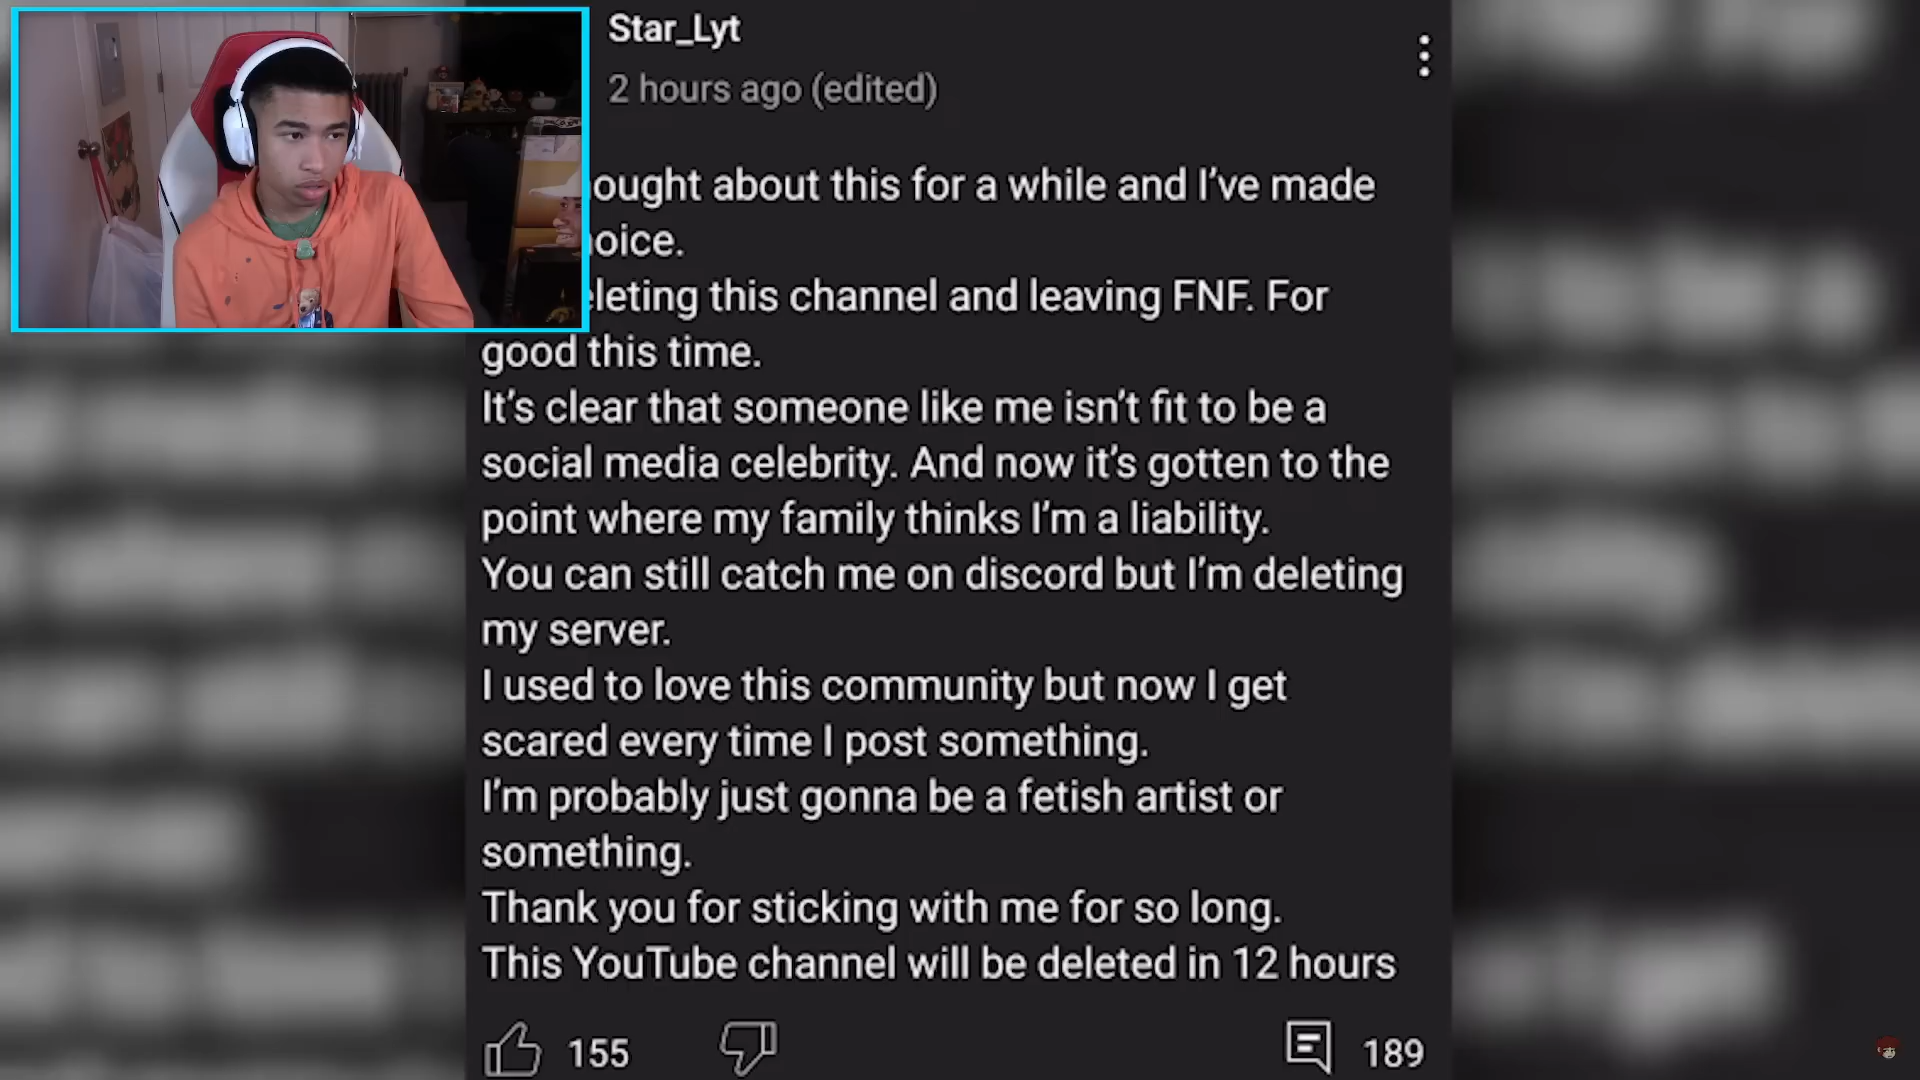 Star_Lyt
2 hours ago (edited)
ought about this for a while and I've made
oice.
eleting this channel and leaving FNF. For
good this time.
It's clear that someone like me isn't fit to be a
social media celebrity. And now it's gotten to the
point where my family thinks I'm a liability.
You can still catch me on discord but I'm deleting
my server.
I used to love this community but now I get
scared every time I post something.
I'm probably just gonna be a fetish artist or
something.
Thank you for sticking with me for so long.
This YouTube channel will be deleted in 12 hours
155
189